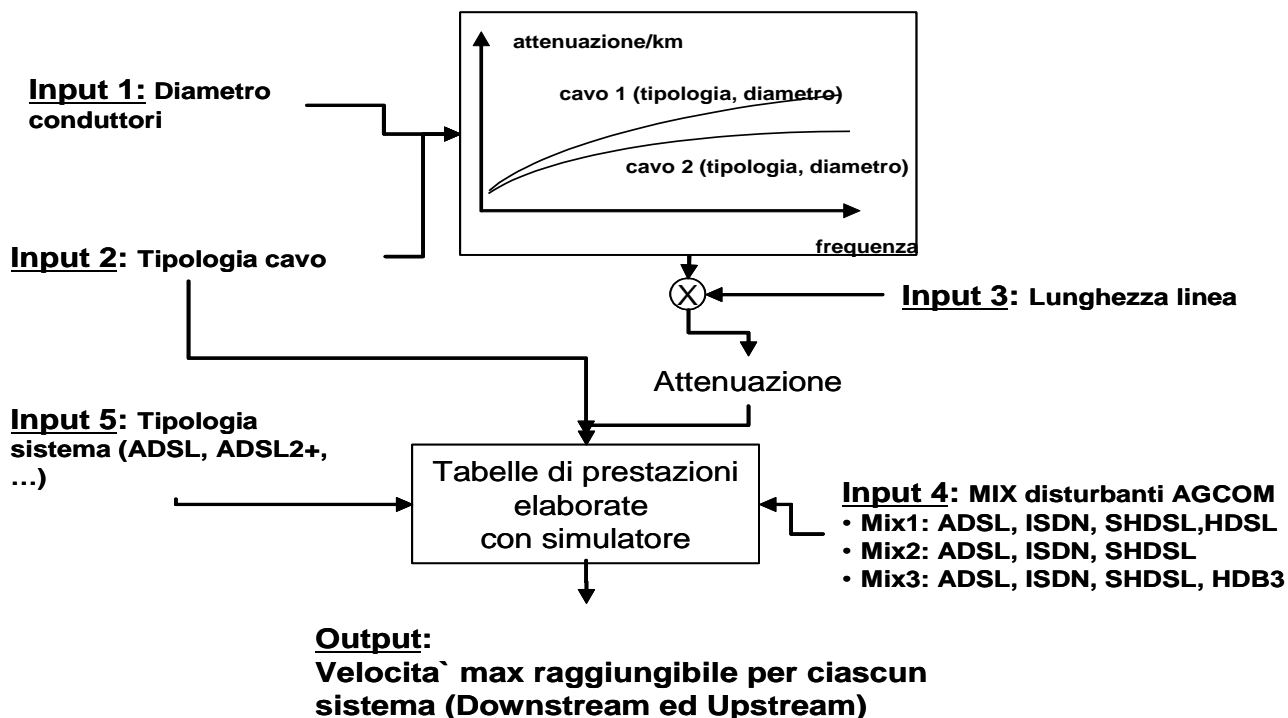 attenuazione/km
Input 1: Diametro
conduttori
cavo 1 (tipologia, diametro)
cavo 2 (tipologia, diametro)
frequenza
Input 2: Tipologia cavo
X
Input 3: Lunghezza linea
Attenuazione
Input 5: Tipologia
sistema (ADSL, ADSL2+,
…)
Tabelle di prestazioni
elaborate
con simulatore
Input 4: MIX disturbanti AGCOM
• Mix1: ADSL, ISDN, SHDSL,HDSL
• Mix2: ADSL, ISDN, SHDSL
• Mix3: ADSL, ISDN, SHDSL, HDB3
Output:
Velocita` max raggiungibile per ciascun
sistema (Downstream ed Upstream)